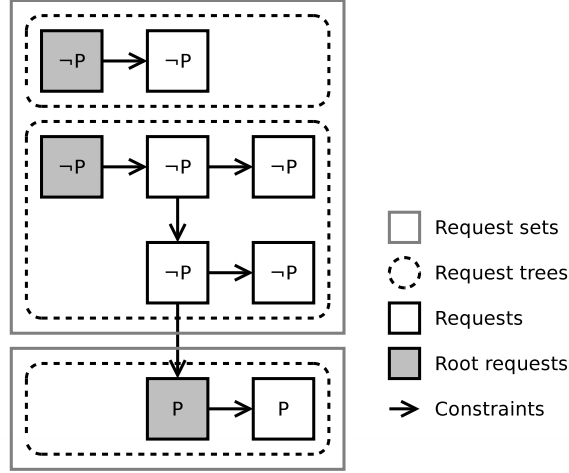 ¬P ¬P
¬P ¬P ¬P
¬P ¬P
P P
Request sets
Request trees
Requests
Root requests
Constraints